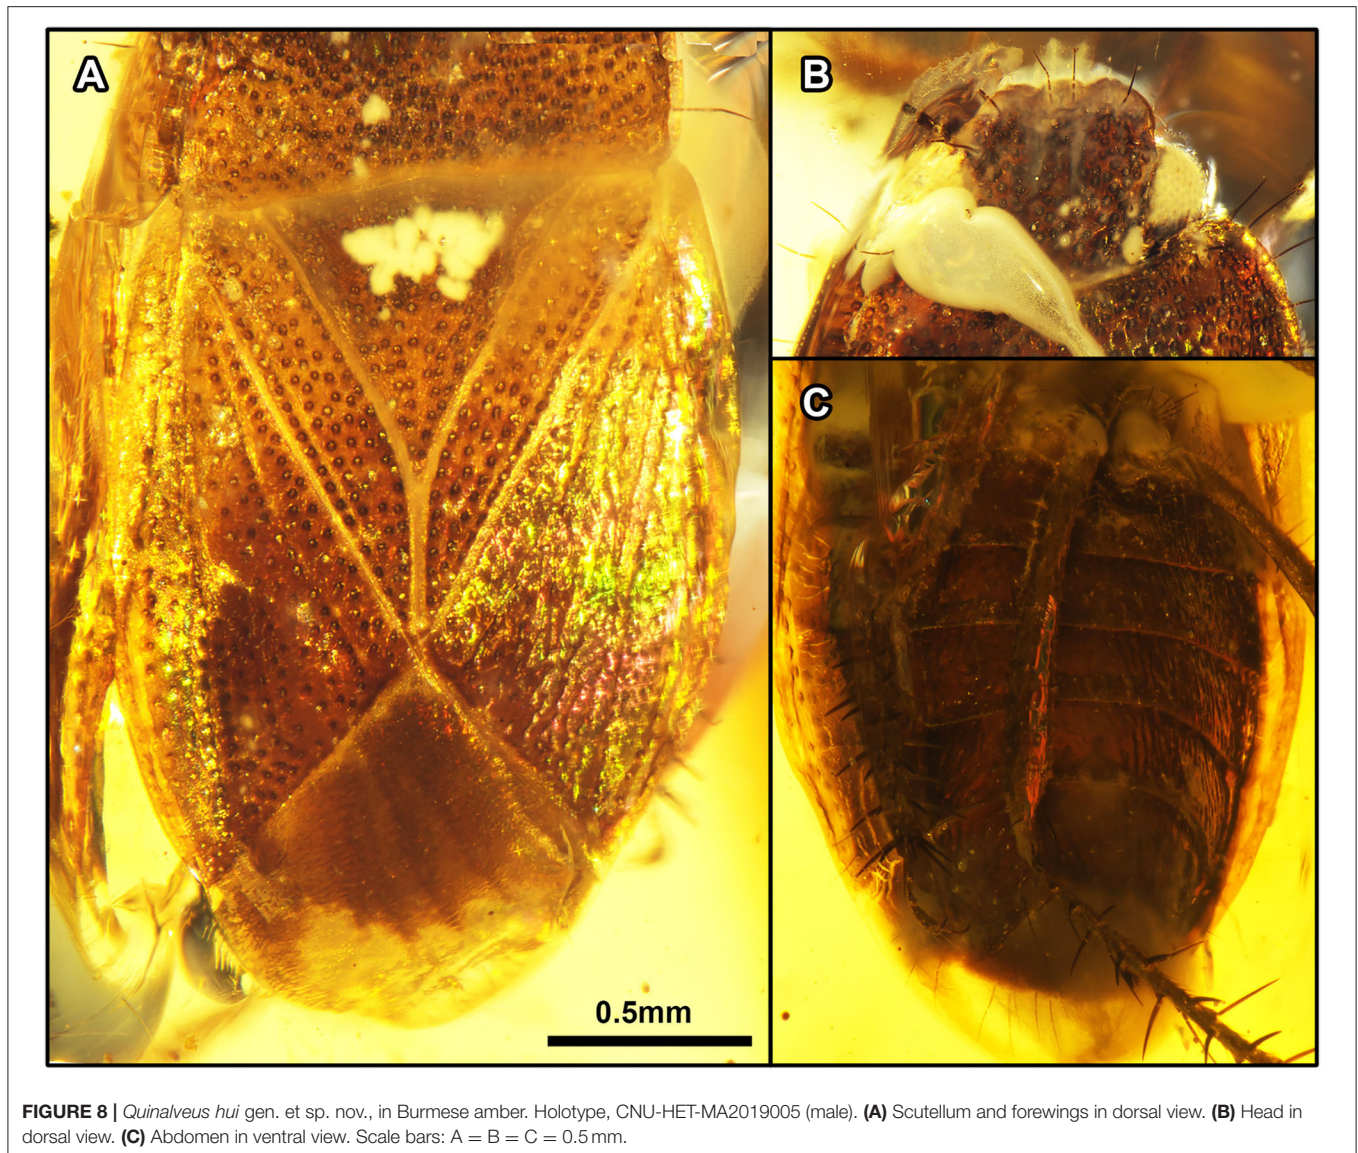 A
B
C
0.5mm
FIGURE 8 | Quinalveus hui gen. et sp. nov., in Burmese amber. Holotype, CNU-HET-MA2019005 (male). (A) Scutellum and forewings in dorsal view. (B) Head in
dorsal view. (C) Abdomen in ventral view. Scale bars: A = B = C = 0.5 mm.